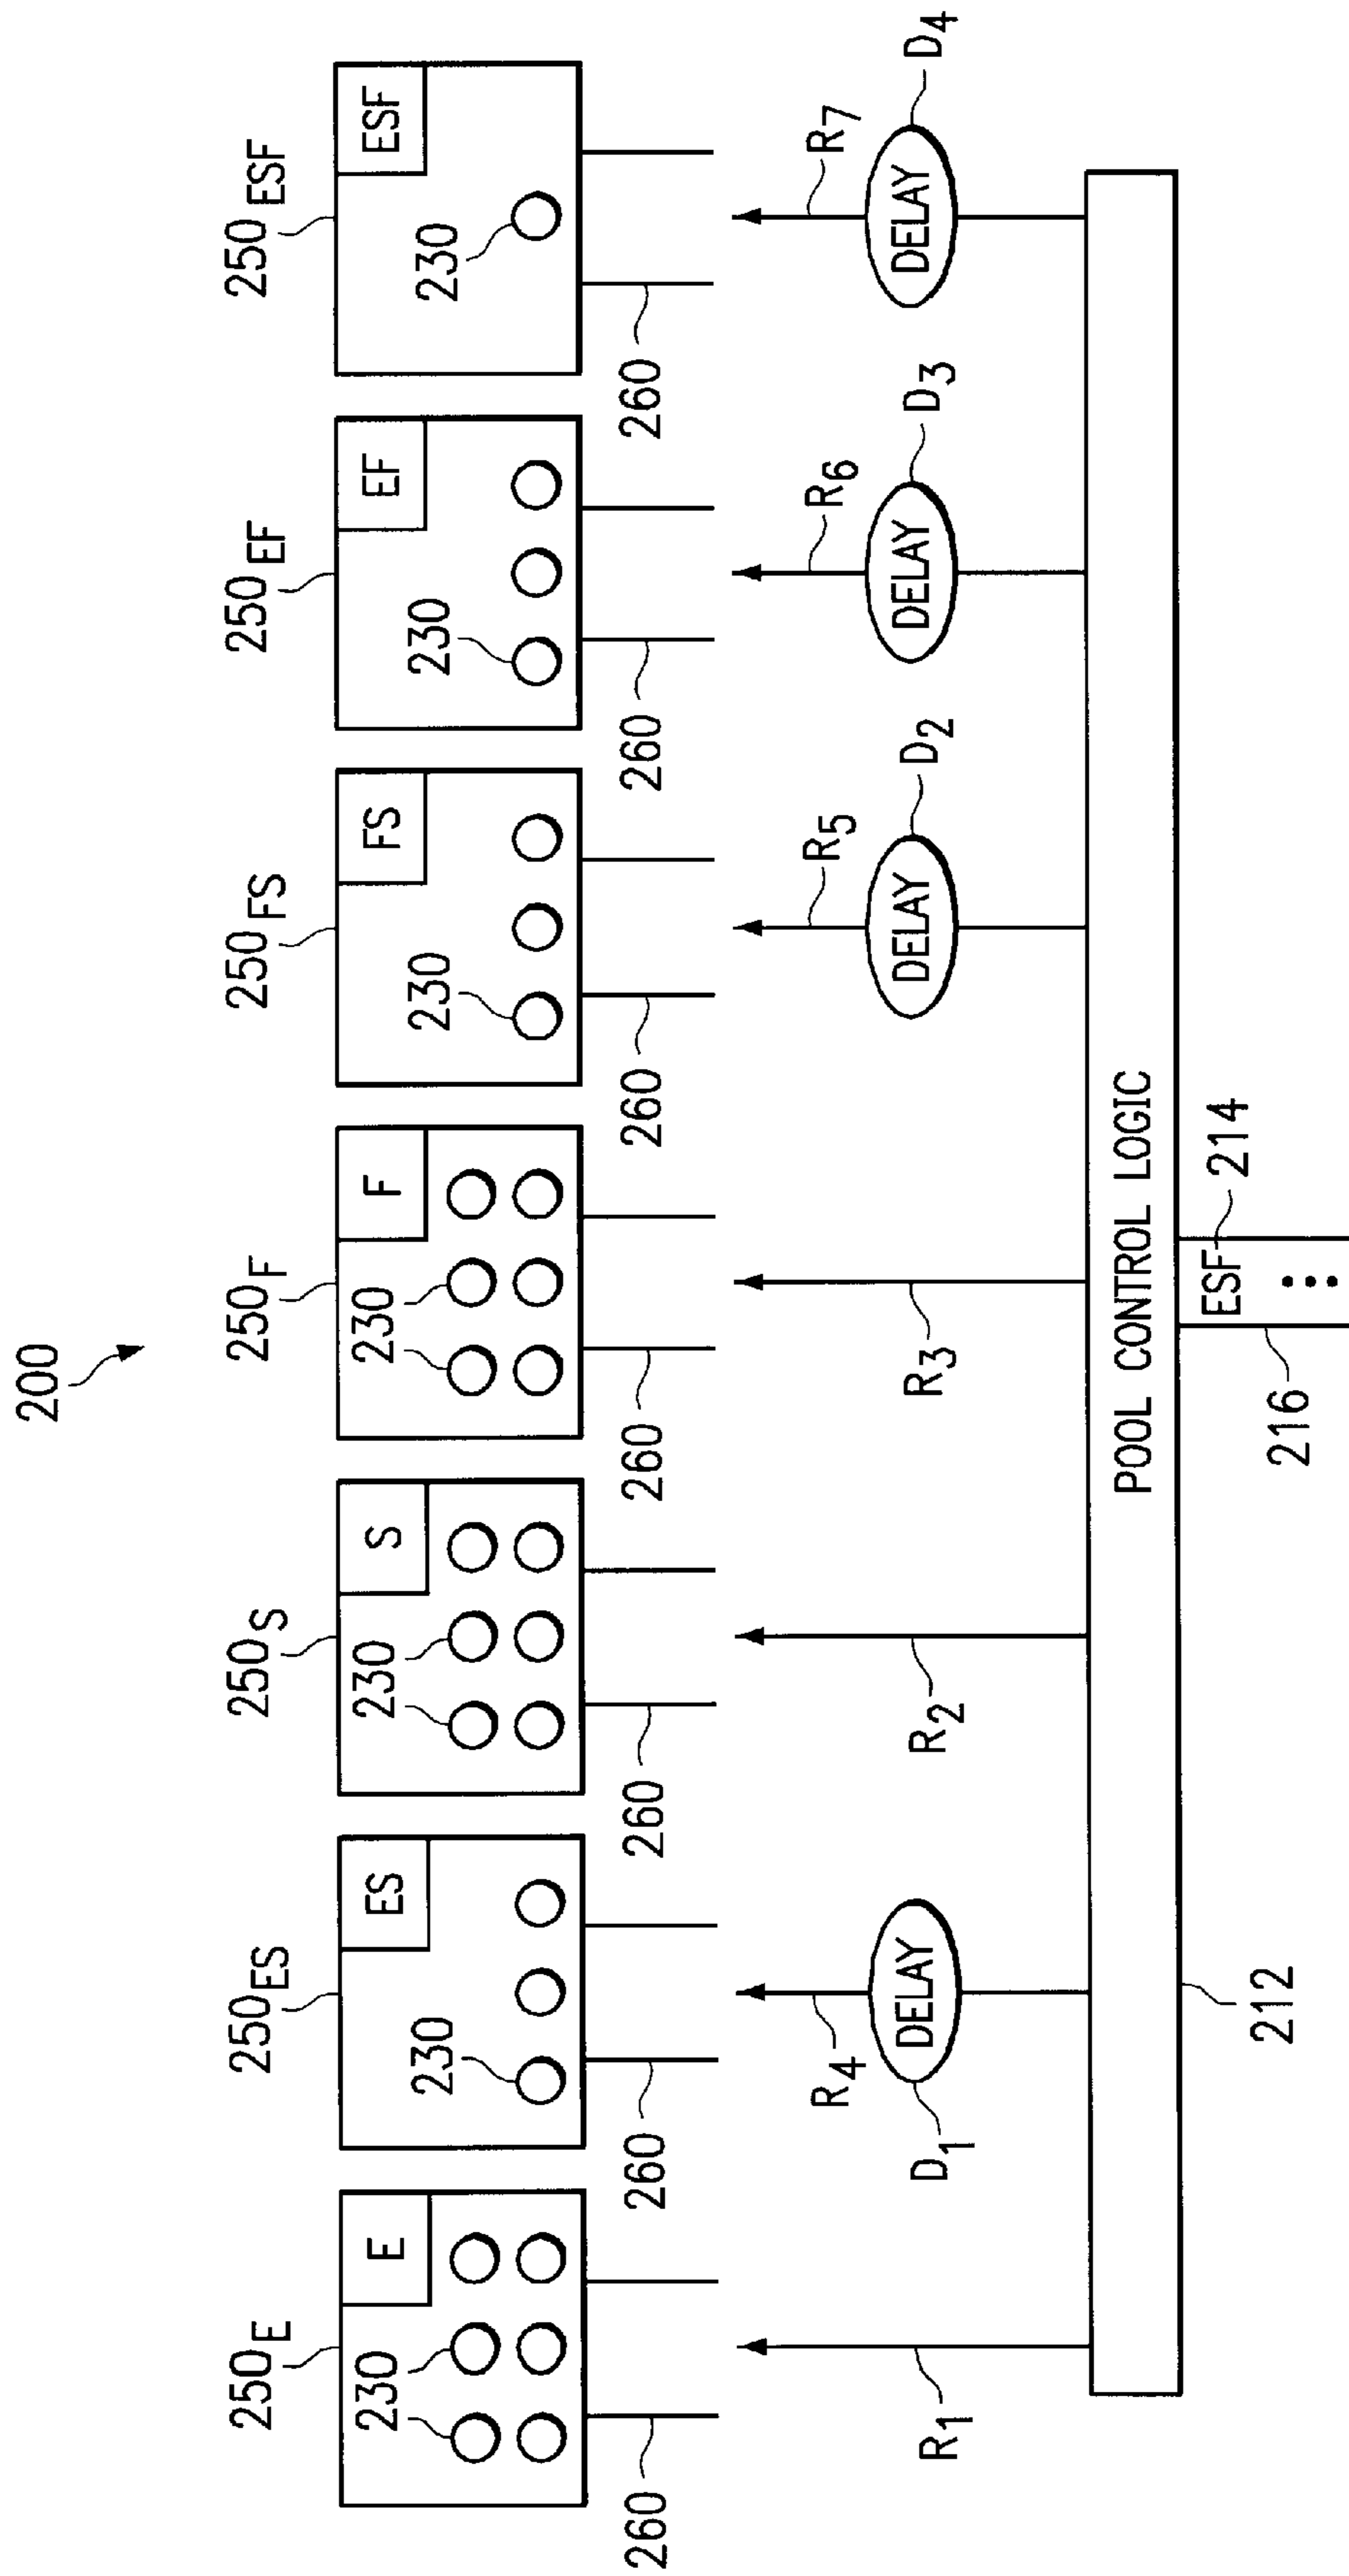 200
250E
250ES
250S
250F
250FS
250EF
250ESF
E
ES
S
F
FS
EF
ESF
230
230
230
230
230
230
230
260
260
260
260
260
260
260
R1
R4
R2
R3
R5
R6
R7
D1
DELAY
DELAY
D2
DELAY
D3
DELAY
D4
POOL CONTROL LOGIC
212
216
ESF
214